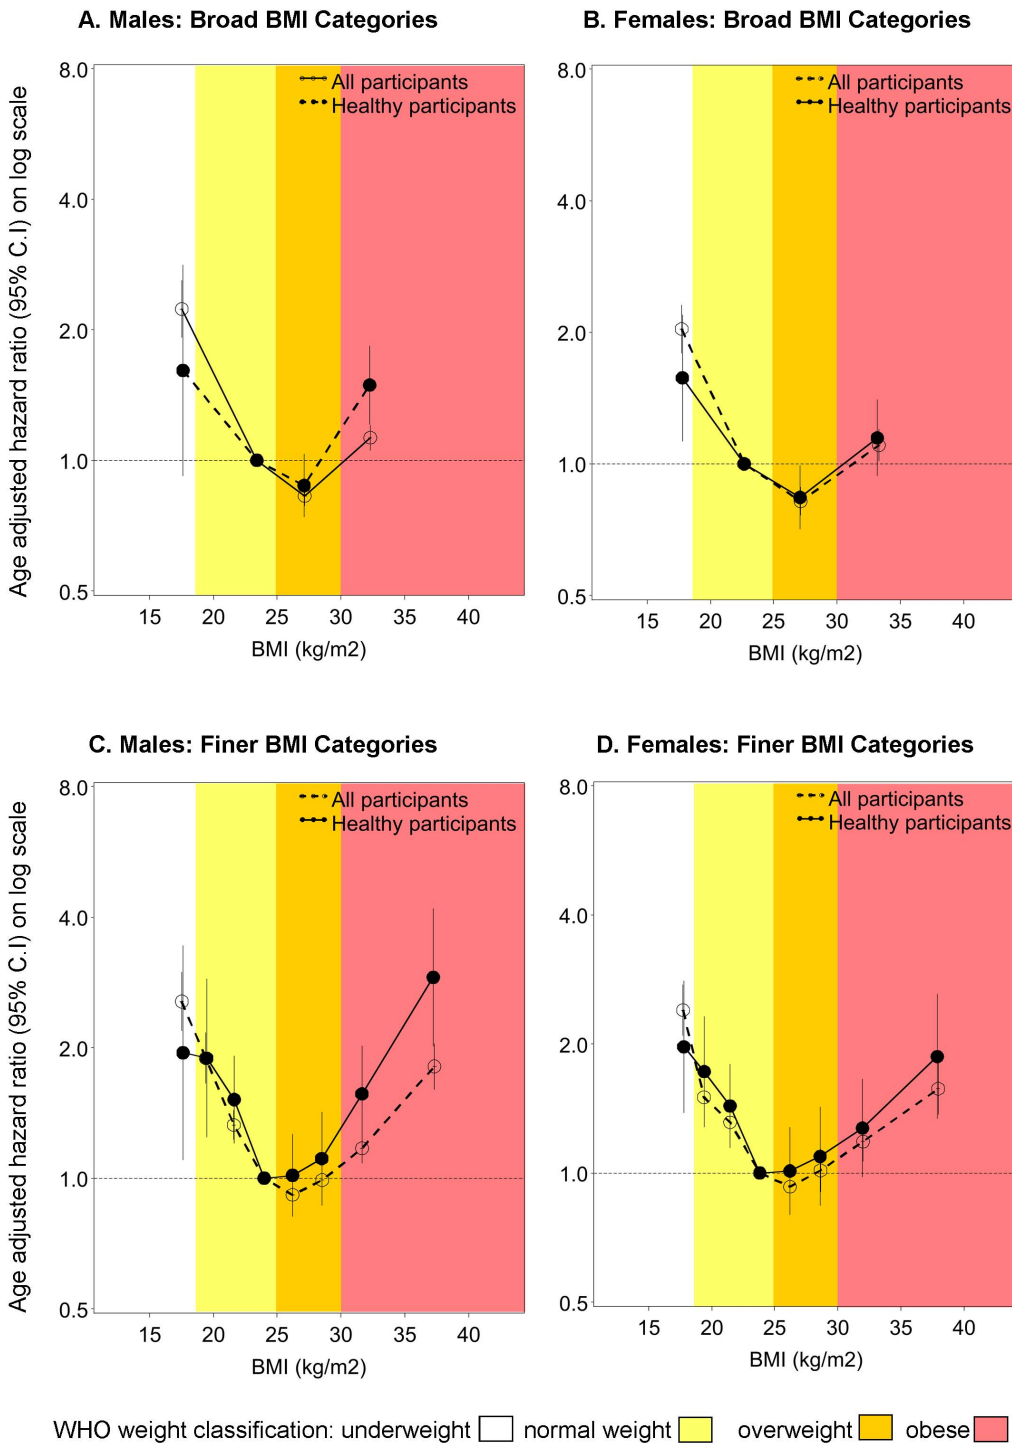 A. Males: Broad BMI Categories
B. Females: Broad BMI Categories
Age adjusted hazard ratio (95% C.I) on log scale
8.0
4.0
2.0
1.0
0.5
All participants
Healthy participants
15 20 25 30 35 40
BMI (kg/m2)
8.0
4.0
2.0
1.0
0.5
All participants
Healthy participants
15 20 25 30 35 40
BMI (kg/m2)
C. Males: Finer BMI Categories
D. Females: Finer BMI Categories
Age adjusted hazard ratio (95% C.I) on log scale
8.0
4.0
2.0
1.0
0.5
All participants
Healthy participants
15 20 25 30 35 40
BMI (kg/m2)
8.0
4.0
2.0
1.0
0.5
All participants
Healthy participants
15 20 25 30 35 40
BMI (kg/m2)
WHO weight classification: underweight normal weight overweight obese